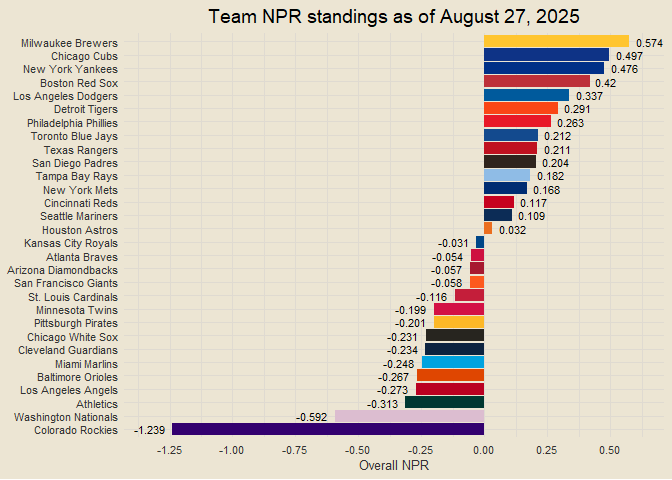 Team NPR standings as of August 27, 2025
Milwaukee Brewers 0.574
Chicago Cubs 0.497
New York Yankees 0.476
Boston Red Sox 0.42
Los Angeles Dodgers 0.337
Detroit Tigers 0.291
Philadelphia Phillies 0.263
Toronto Blue Jays 0.212
Texas Rangers 0.211
San Diego Padres 0.204
Tampa Bay Rays 0.182
New York Mets 0.168
Cincinnati Reds 0.117
Seattle Mariners 0.109
Houston Astros 0.032
Kansas City Royals -0.031
Atlanta Braves -0.054
Arizona Diamondbacks -0.057
San Francisco Giants -0.058
St. Louis Cardinals -0.116
Minnesota Twins -0.199
Pittsburgh Pirates -0.201
Chicago White Sox -0.231
Cleveland Guardians -0.234
Miami Marlins -0.248
Baltimore Orioles -0.267
Los Angeles Angels -0.273
Athletics -0.313
Washington Nationals -0.592
Colorado Rockies -1.239
-1.25 -1.00 -0.75 -0.50 -0.25 0.00 0.25 0.50
Overall NPR